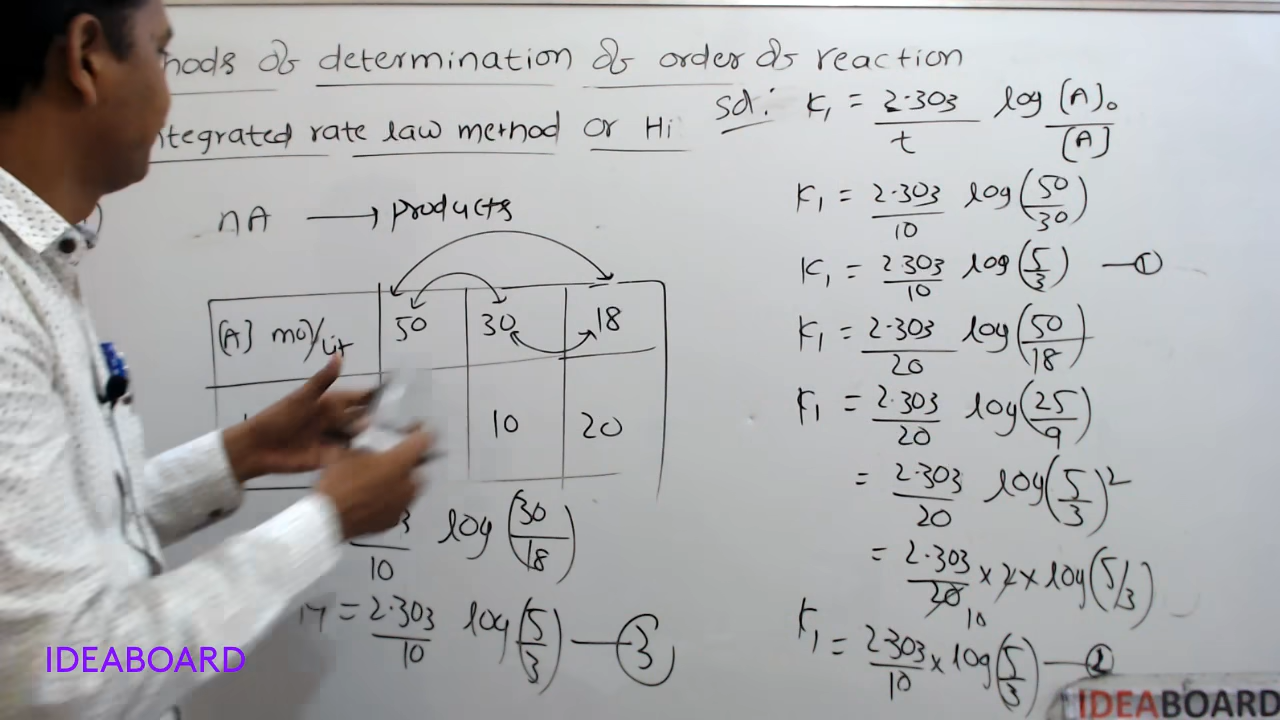 hods of determination of order of reaction
ntegrated rate law method or Hi
nA → products
[A] mol/lit 50 30 18
10 20
3/10 log(30/18)
= 2.303/10 log(5/3) — 3
Sol: K₁ = 2.303/t log [A]₀/[A]
K₁ = 2.303/10 log(50/30)
K₁ = 2.303/10 log(5/3) — 1
K₁ = 2.303/20 log(50/18)
K₁ = 2.303/20 log(25/9)
= 2.303/20 log(5/3)²
= 2.303/20 × 2 × log(5/3)
10
K₁ = 2.303/10 × log(5/3) — 2
IDEABOARD
IDEABOARD